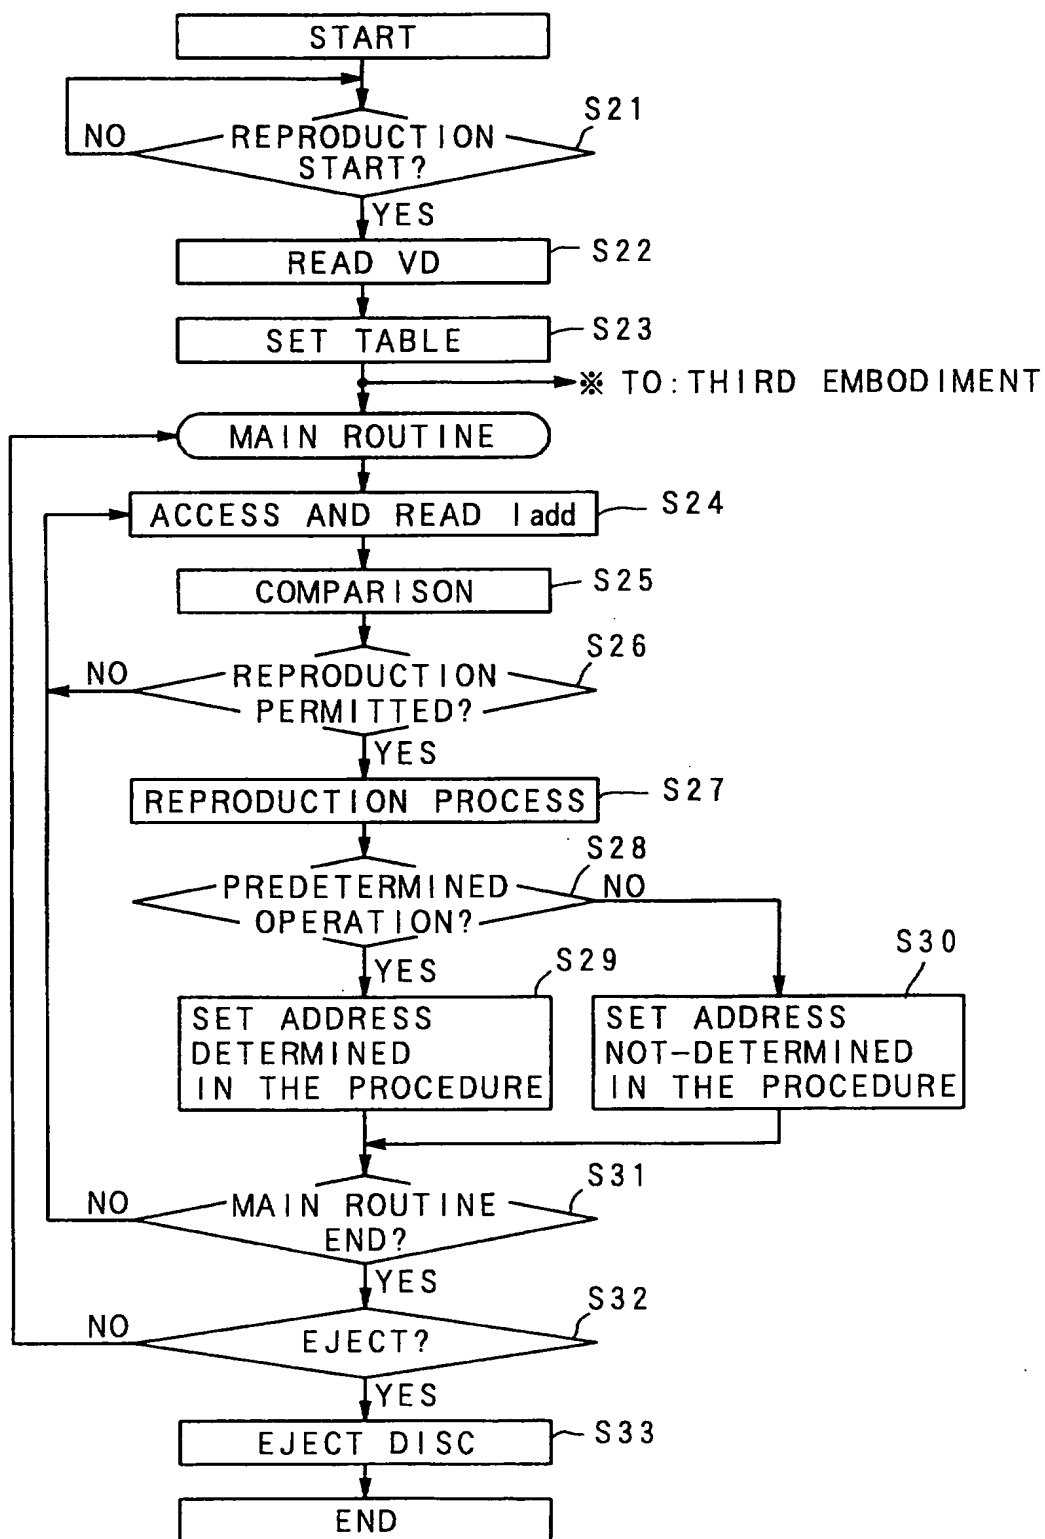 START
S21
NO
REPRODUCTION
START?
YES
READ VD
S22
SET TABLE
S23
※ TO:THIRD EMBODIMENT
MAIN ROUTINE
ACCESS AND READ Iadd
S24
COMPARISON
S25
S26
NO
REPRODUCTION
PERMITTED?
YES
REPRODUCTION PROCESS
S27
S28
PREDETERMINED
OPERATION?
NO
YES
S29
S30
SET ADDRESS
DETERMINED
IN THE PROCEDURE
SET ADDRESS
NOT-DETERMINED
IN THE PROCEDURE
S31
NO
MAIN ROUTINE
END?
YES
S32
NO
EJECT?
YES
EJECT DISC
S33
END